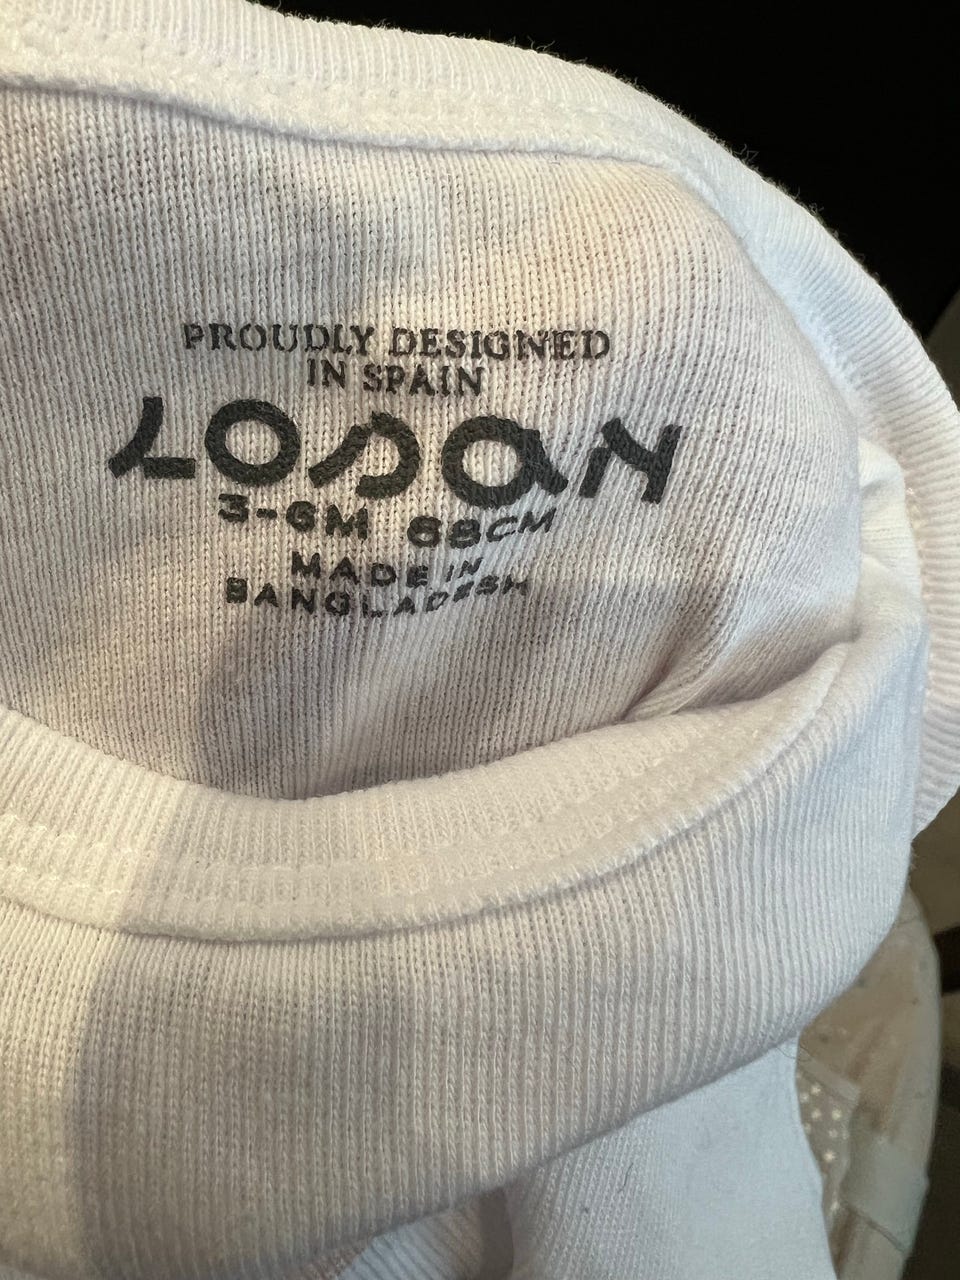 PROUDLY DESIGNED
IN SPAIN
LOSAN
3-6M 68CM
MADE IN
BANGLADESH